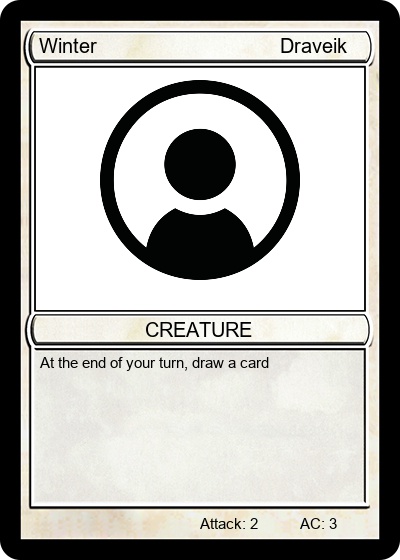 Winter Draveik
CREATURE
At the end of your turn, draw a card
Attack: 2 AC: 3